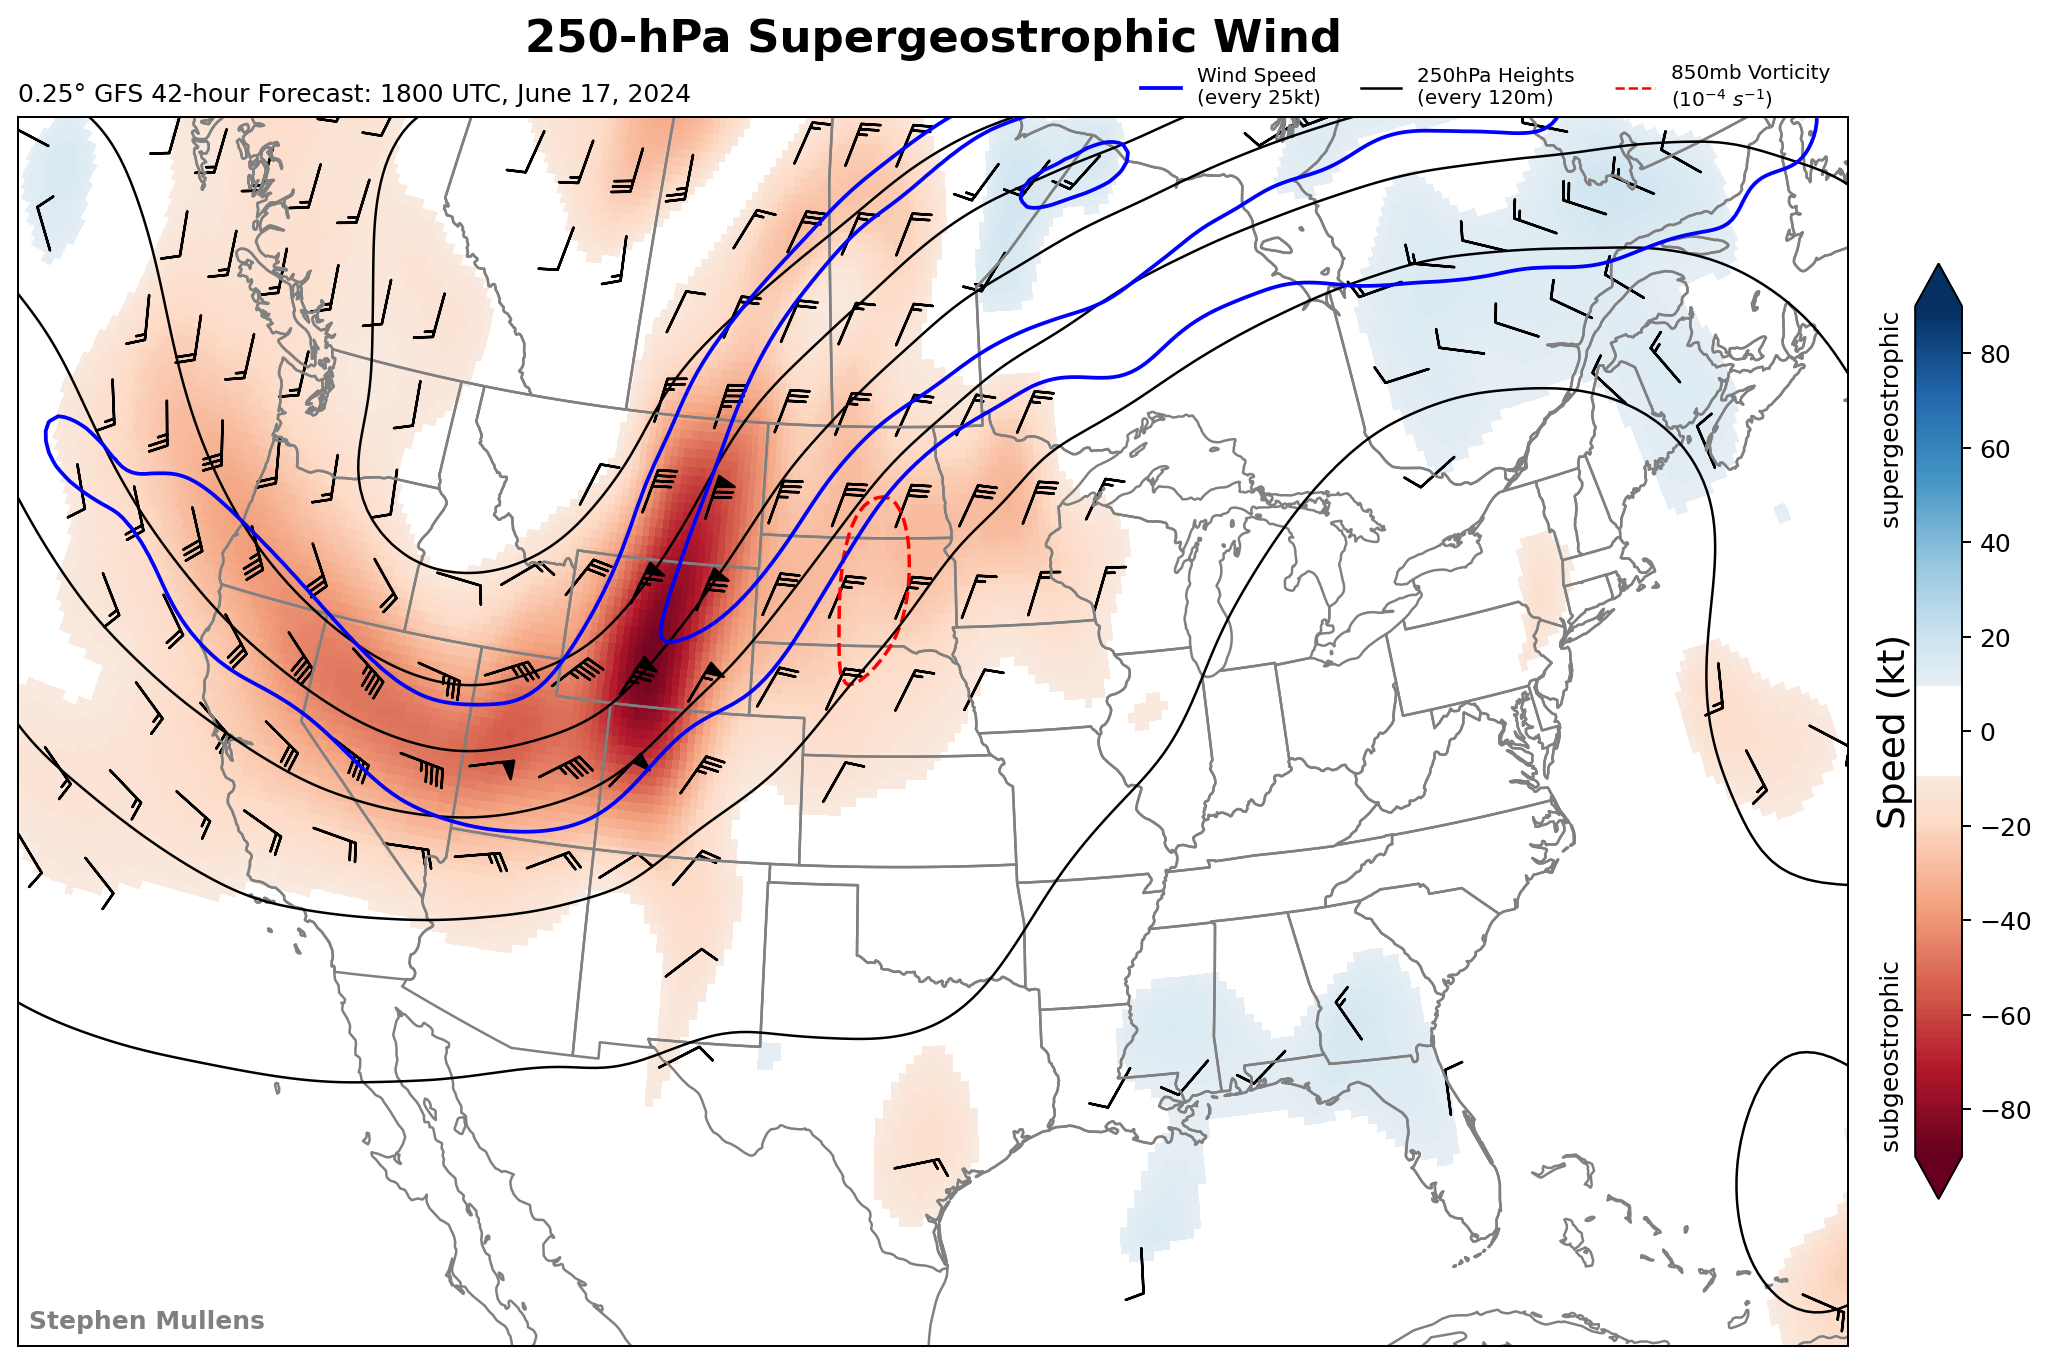 250-hPa Supergeostrophic Wind
0.25° GFS 42-hour Forecast: 1800 UTC, June 17, 2024
Wind Speed
(every 25kt)
250hPa Heights
(every 120m)
850mb Vorticity
(10⁻⁴ s⁻¹)
supergeostrophic
Speed (kt)
subgeostrophic
80
60
40
20
0
−20
−40
−60
−80
Stephen Mullens